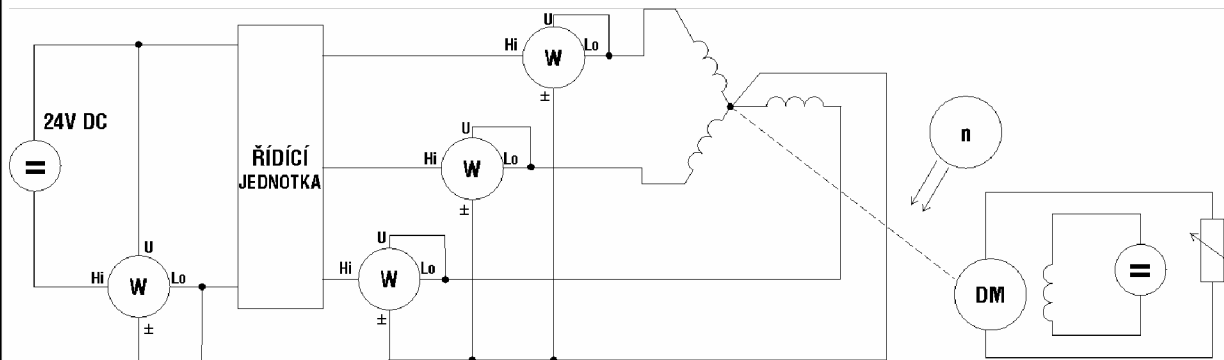 24V DC
=
ŘÍDÍCÍ
JEDNOTKA
U
Hi
W
Lo
±
U
Hi
W
Lo
±
U
Hi
W
Lo
±
U
Hi
W
Lo
±
n
DM
=